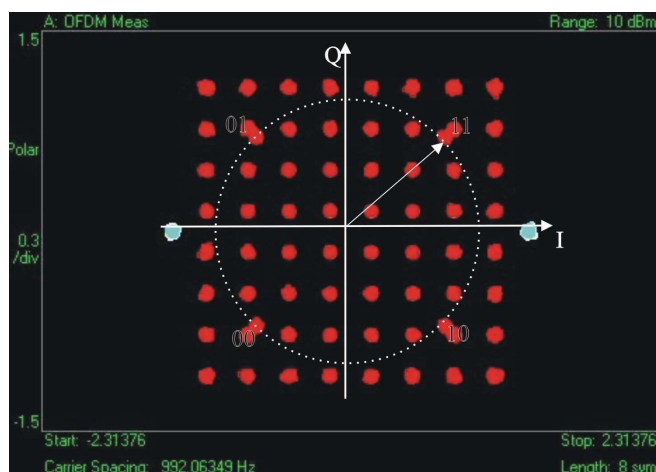 A: OFDM Meas Range: 10 dBm
1.5
Q
01 11
Polar
0.3
/div
I
00 10
-1.5
Start: -2.31376 Stop: 2.31376
Carrier Spacing: 992.06349 Hz Length: 8 sym